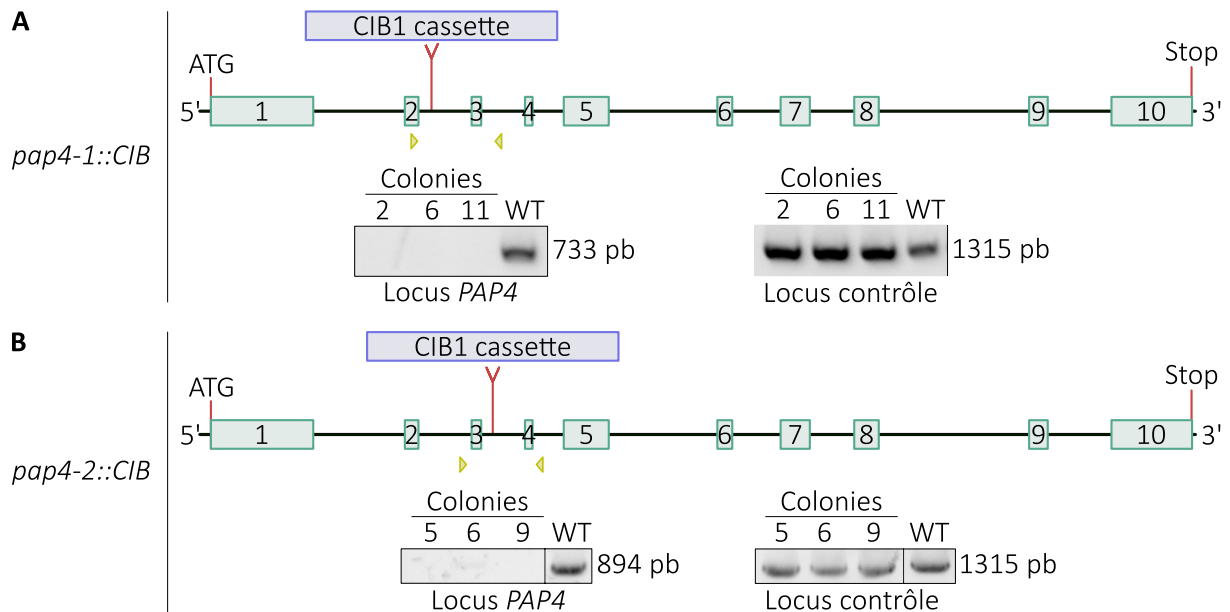 A
CIB1 cassette
ATG
Stop
5' 1 2 3 4 5 6 7 8 9 10 3'
pap4-1::CIB
Colonies
2 6 11 WT
733 pb
Locus PAP4
Colonies
2 6 11 WT
1315 pb
Locus contrôle
B
CIB1 cassette
ATG
Stop
5' 1 2 3 4 5 6 7 8 9 10 3'
pap4-2::CIB
Colonies
5 6 9 WT
894 pb
Locus PAP4
Colonies
5 6 9 WT
1315 pb
Locus contrôle